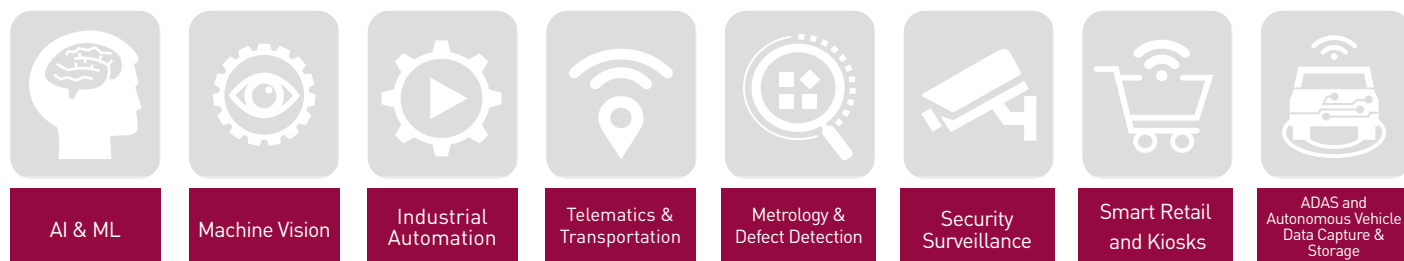 AI & ML
Machine Vision
Industrial
Automation
Telematics &
Transportation
Metrology &
Defect Detection
Security
Surveillance
Smart Retail
and Kiosks
ADAS and
Autonomous Vehicle
Data Capture &
Storage